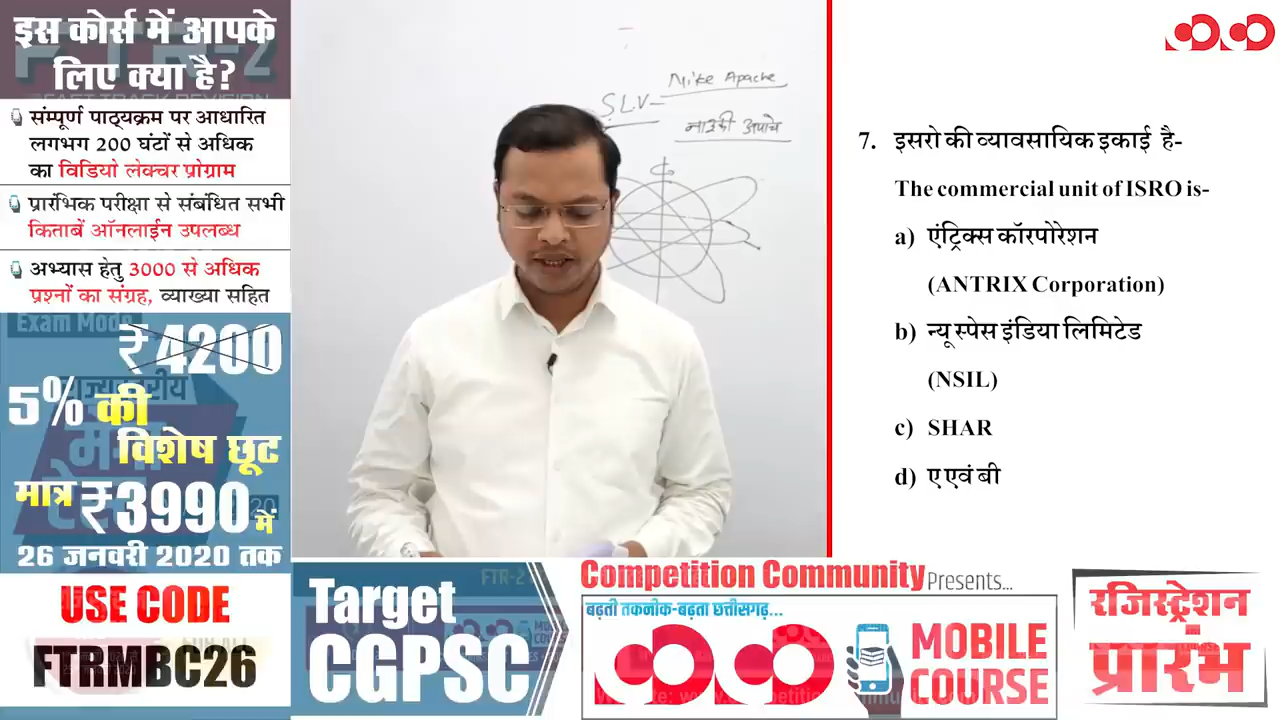 इस कोर्स में आपके
लिए क्या है?
संम्पूर्ण पाठ्यक्रम पर आधारित
लगभग 200 घंटों से अधिक
का विडियो लेक्चर प्रोग्राम
प्रारंभिक परीक्षा से संबंधित सभी
किताबें ऑनलाईन उपलब्ध
अभ्यास हेतु 3000 से अधिक
प्रश्नों का संग्रह, व्याख्या सहित
Exam Mode
₹ 4200
5% की
विशेष छूट
मात्र ₹3990 में
26 जनवरी 2020 तक
USE CODE
FTRMBC26
SLV- Mike Apache
नाइकी अपाचे
7. इसरो की व्यावसायिक इकाई है-
The commercial unit of ISRO is-
a) एंट्रिक्स कॉरपोरेशन
(ANTRIX Corporation)
b) न्यू स्पेस इंडिया लिमिटेड
(NSIL)
c) SHAR
d) ए एवं बी
Target
CGPSC
Competition Community Presents...
बढ़ती तकनीक-बढ़ता छत्तीसगढ़...
MOBILE
COURSE
रजिस्ट्रेशन
प्रारंभ